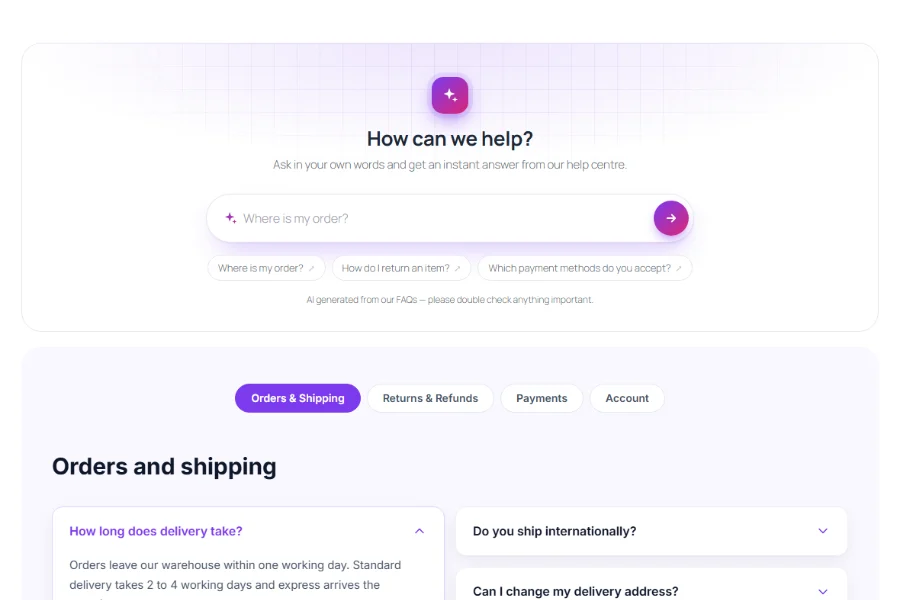 How can we help?
Ask in your own words and get an instant answer from our help centre.
Where is my order?
Where is my order?
How do I return an item?
Which payment methods do you accept?
AI generated from our FAQs — please double check anything important.
Orders & Shipping
Returns & Refunds
Payments
Account
Orders and shipping
How long does delivery take?
Orders leave our warehouse within one working day. Standard
delivery takes 2 to 4 working days and express arrives the
Do you ship internationally?
Can I change my delivery address?